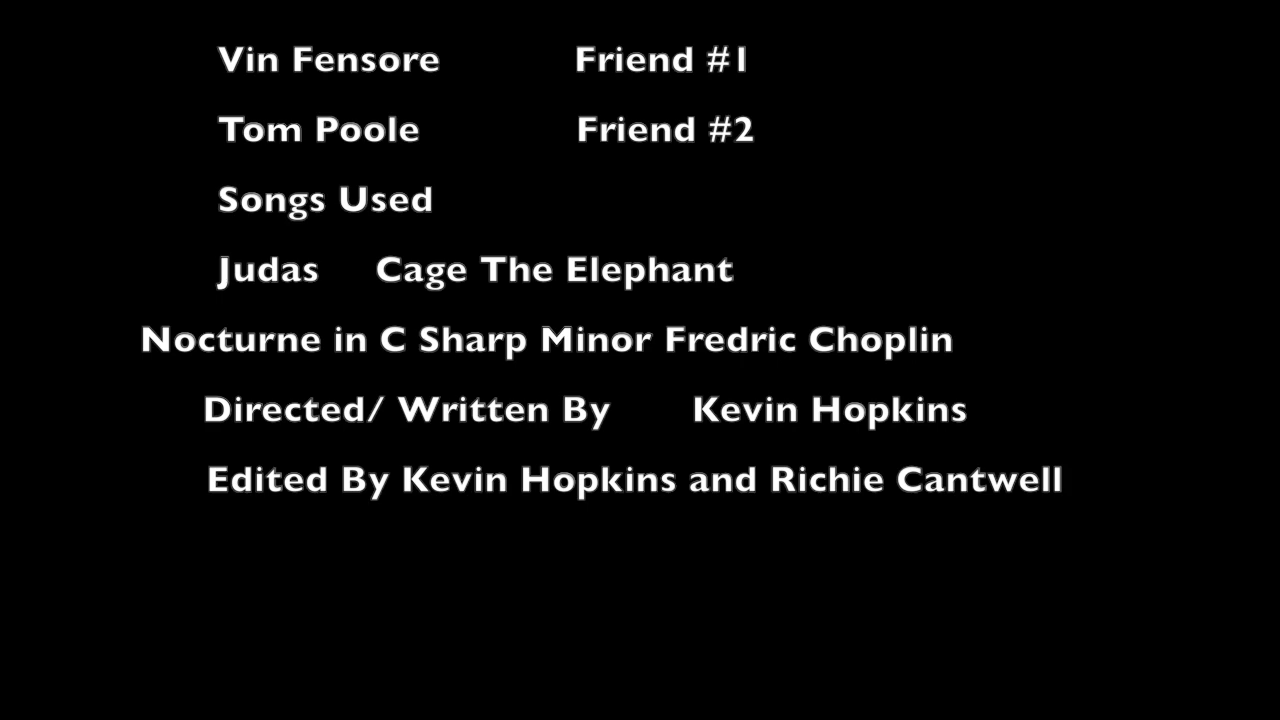 Vin Fensore Friend #1
Tom Poole Friend #2
Songs Used
Judas Cage The Elephant
Nocturne in C Sharp Minor Fredric Choplin
Directed/ Written By Kevin Hopkins
Edited By Kevin Hopkins and Richie Cantwell